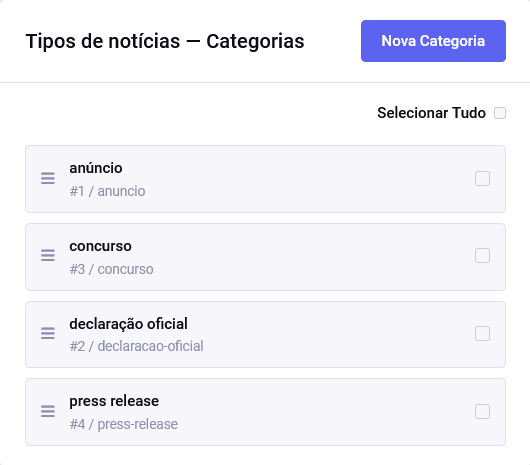 Tipos de notícias — Categorias
Nova Categoria
Selecionar Tudo
anúncio
#1 / anuncio
concurso
#3 / concurso
declaração oficial
#2 / declaracao-oficial
press release
#4 / press-release